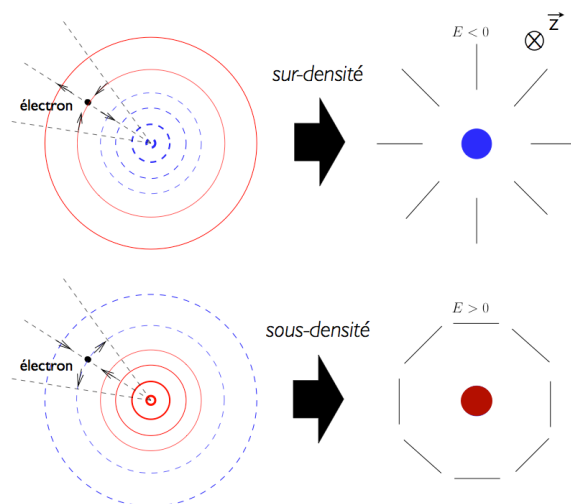 E < 0
z
sur-densité
électron
E > 0
sous-densité
électron